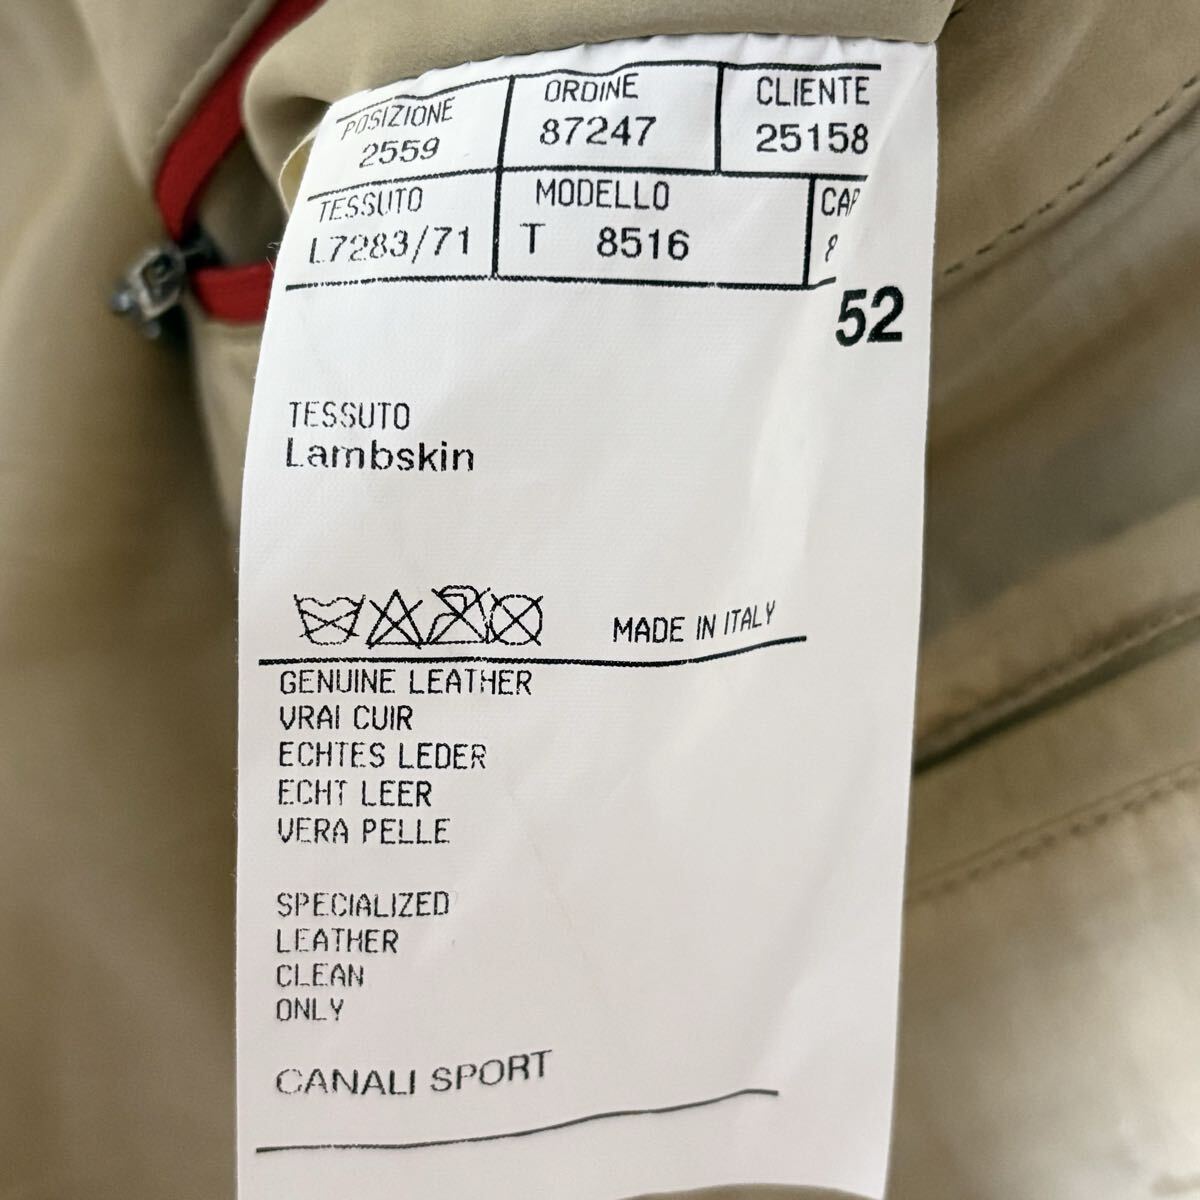 POSIZIONE ORDINE CLIENTE
2559 87247 25158
TESSUTO MODELLO
L7283/71 T 8516
52
TESSUTO
Lambskin
MADE IN ITALY
GENUINE LEATHER
VRAI CUIR
ECHTES LEDER
ECHT LEER
VERA PELLE
SPECIALIZED
LEATHER
CLEAN
ONLY
CANALI SPORT